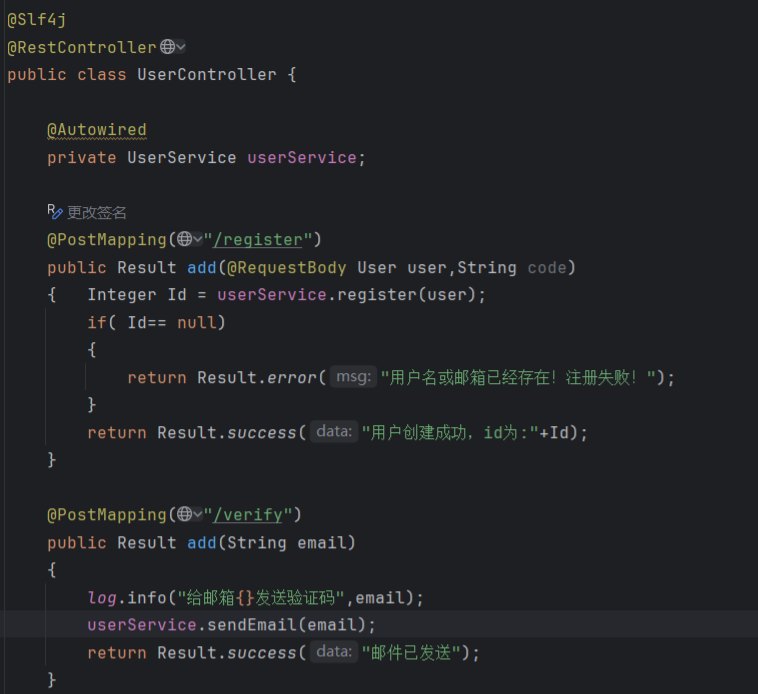 @Slf4j
@RestController
public class UserController {
@Autowired
private UserService userService;
更改签名
@PostMapping("/register")
public Result add(@RequestBody User user,String code)
{   Integer Id = userService.register(user);
if( Id== null)
{
return Result.error( msg: "用户名或邮箱已经存在！注册失败！");
}
return Result.success( data: "用户创建成功，id为:"+Id);
}
@PostMapping("/verify")
public Result add(String email)
{
log.info("给邮箱{}发送验证码",email);
userService.sendEmail(email);
return Result.success( data: "邮件已发送");
}